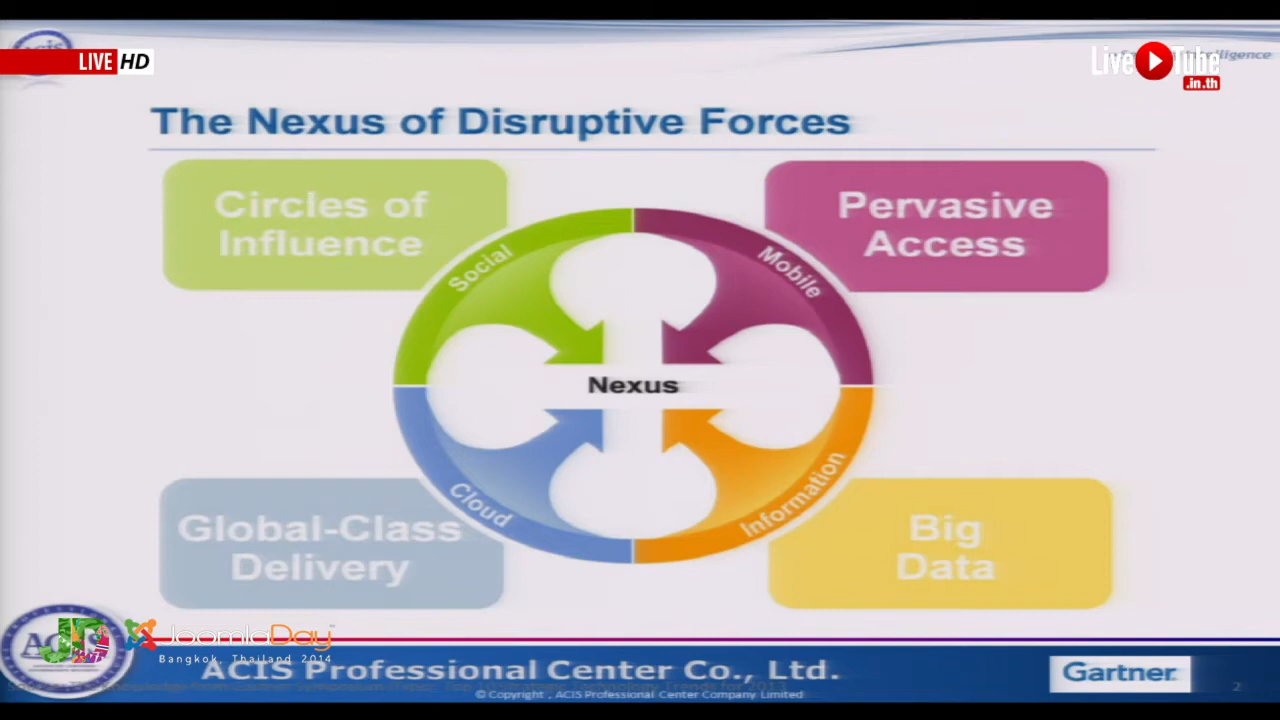 LIVE HD
Live Tube
.in.th
The Nexus of Disruptive Forces
Circles of
Influence
Pervasive
Access
Social
Mobile
Nexus
Cloud
Information
Global-Class
Delivery
Big
Data
JoomlaDay
Bangkok, Thailand 2014
ACIS Professional Center Co., Ltd.
Gartner
© Copyright , ACIS Professional Center Company Limited
2